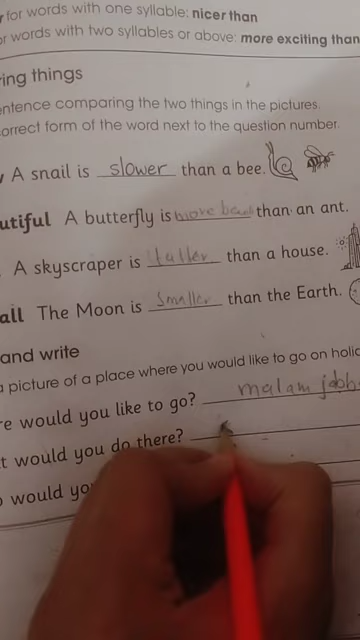 for words with one syllable: nicer than
or words with two syllables or above: more exciting than
ring things
entence comparing the two things in the pictures.
orrect form of the word next to the question number.
A snail is slower than a bee.
utiful A butterfly is more than an ant.
A skyscraper is taller than a house.
all The Moon is smaller than the Earth.
and write
a picture of a place where you would like to go on holid
re would you like to go? malam jobb
t would you do there?
would yo